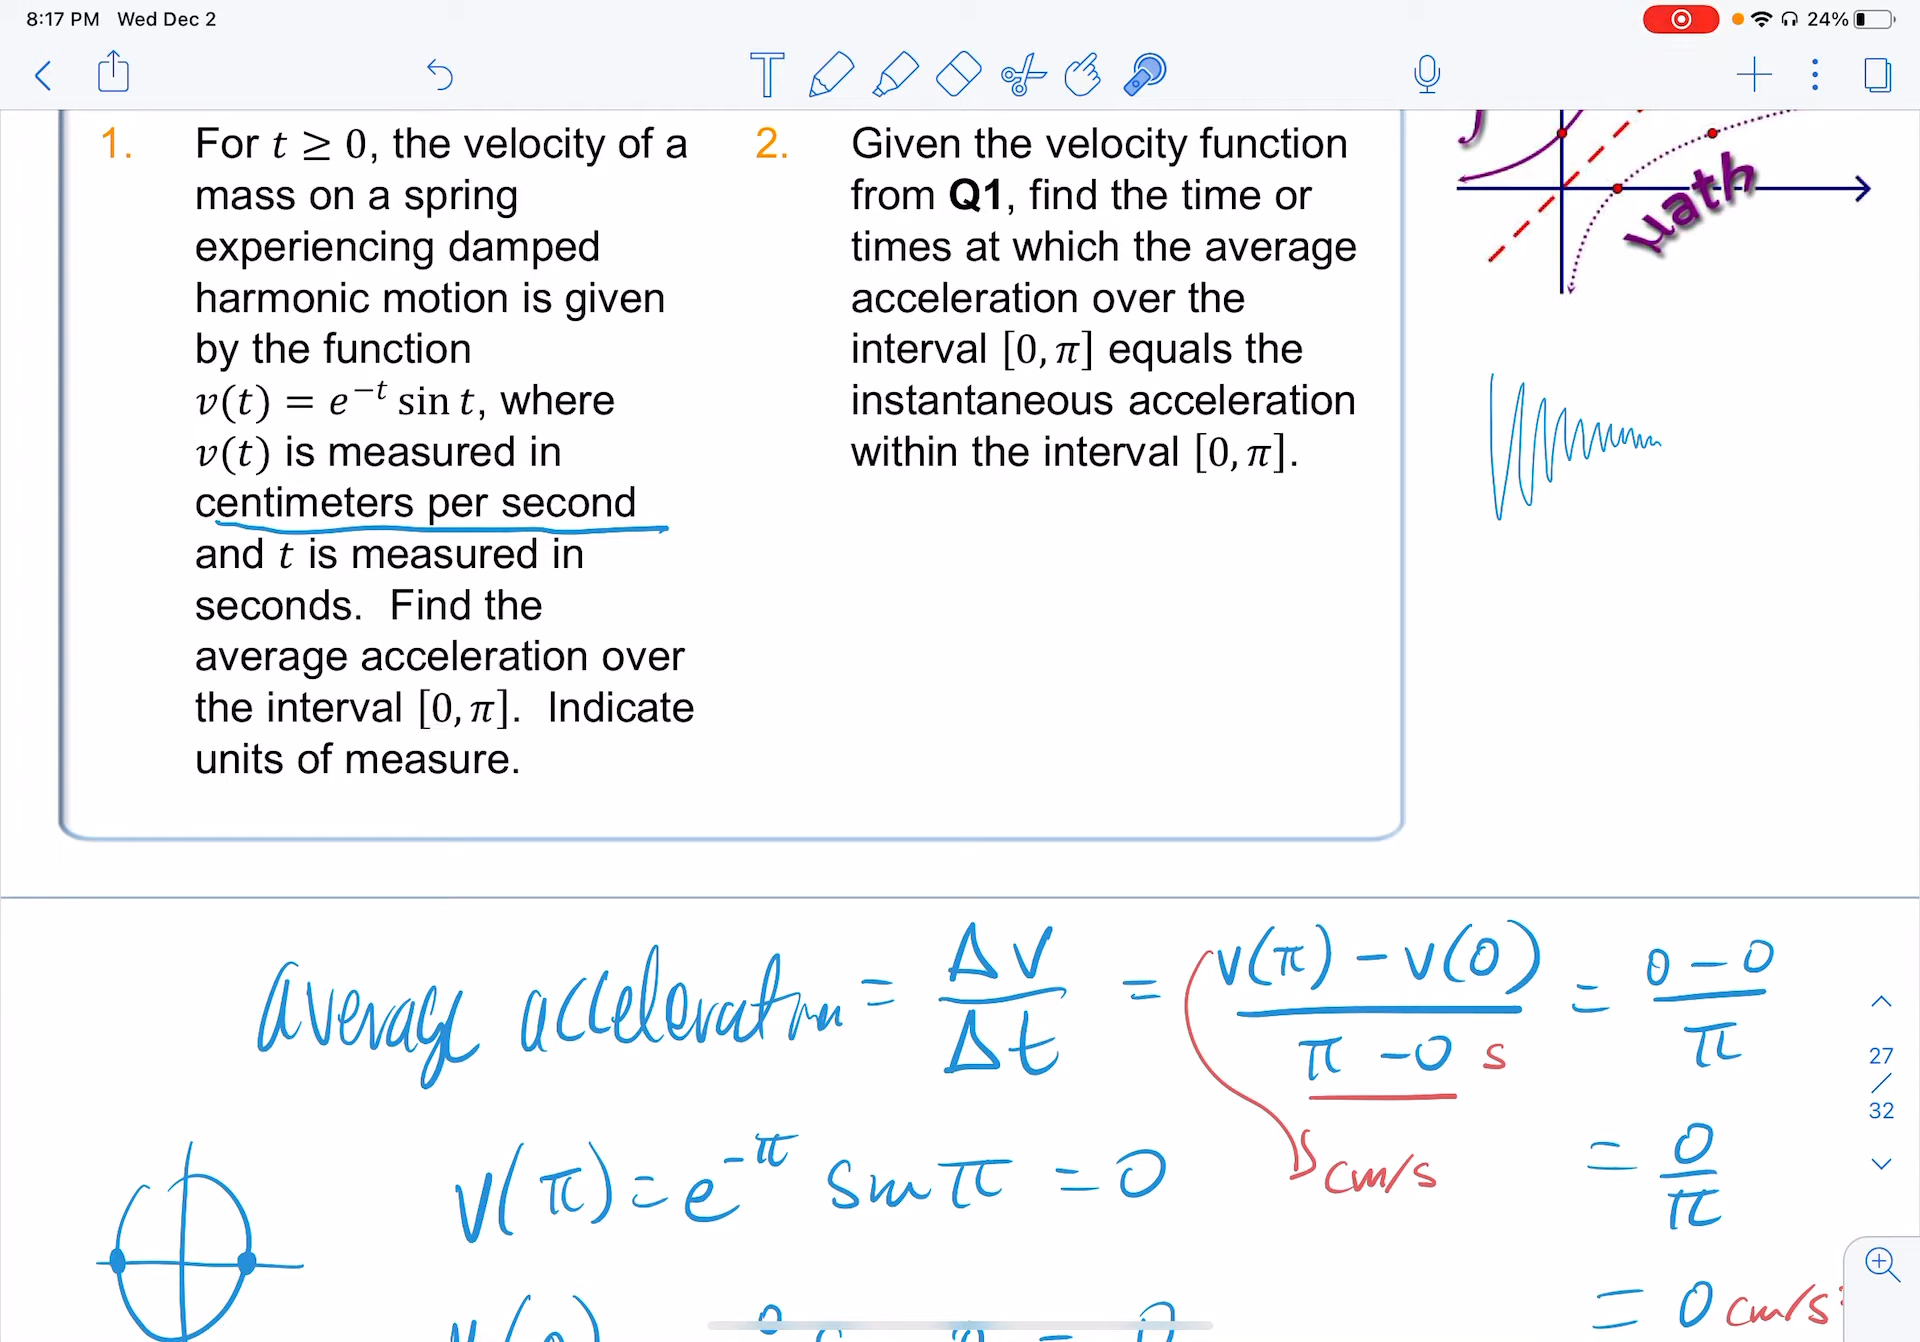 8:17 PM Wed Dec 2
24%
T
1. For t ≥ 0, the velocity of a
mass on a spring
experiencing damped
harmonic motion is given
by the function
v(t) = e^{-t} sin t, where
v(t) is measured in
centimeters per second
and t is measured in
seconds. Find the
average acceleration over
the interval [0, π]. Indicate
units of measure.
2. Given the velocity function
from Q1, find the time or
times at which the average
acceleration over the
interval [0, π] equals the
instantaneous acceleration
within the interval [0, π].
f
math
average acceleration = Δv/Δt = (v(π) - v(0))/(π - 0) s = (0 - 0)/π
cm/s
= 0/π
v(π) = e^{-π} sin π = 0
= 0 cm/s
27
/
32